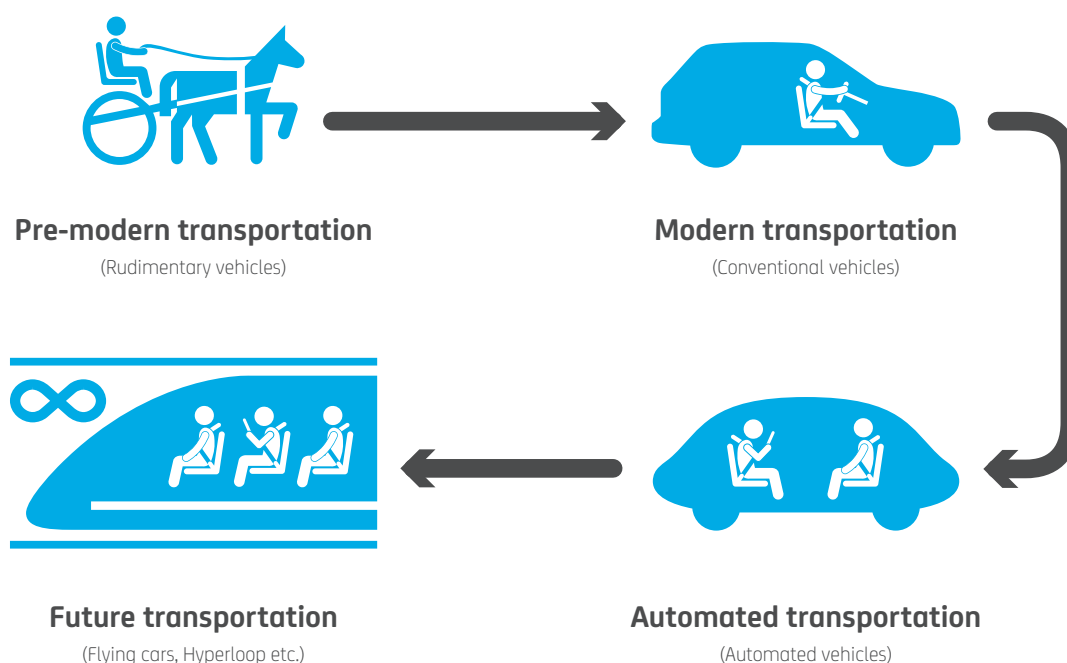 Pre-modern transportation
(Rudimentary vehicles)
Modern transportation
(Conventional vehicles)
Future transportation
(Flying cars, Hyperloop etc.)
Automated transportation
(Automated vehicles)